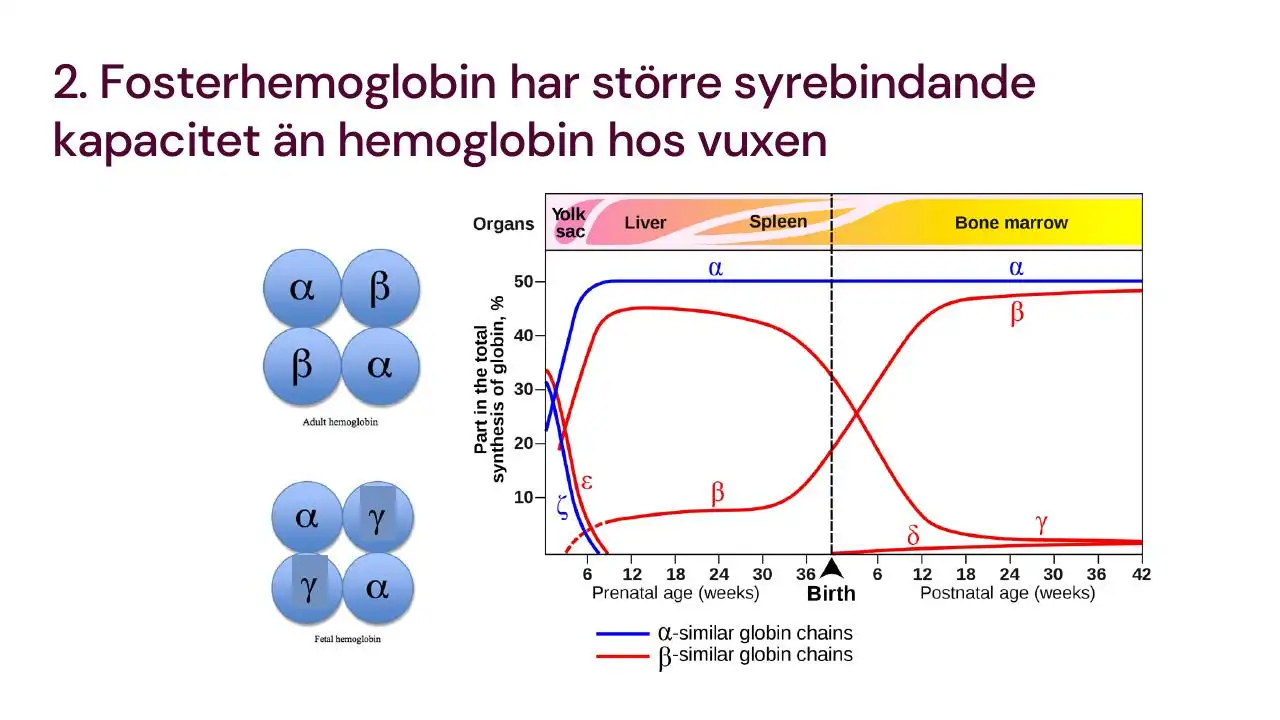 2. Fosterhemoglobin har större syrebindande
kapacitet än hemoglobin hos vuxen
α β
β α
Adult hemoglobin
α γ
γ α
Fetal hemoglobin
Organs
Yolk
sac
Liver
Spleen
Bone marrow
Part in the total
synthesis of globin, %
50
40
30
20
10
α
α
β
ε
ζ
β
δ
γ
6 12 18 24 30 36 6 12 18 24 30 36 42
Prenatal age (weeks)
Birth
Postnatal age (weeks)
α-similar globin chains
β-similar globin chains